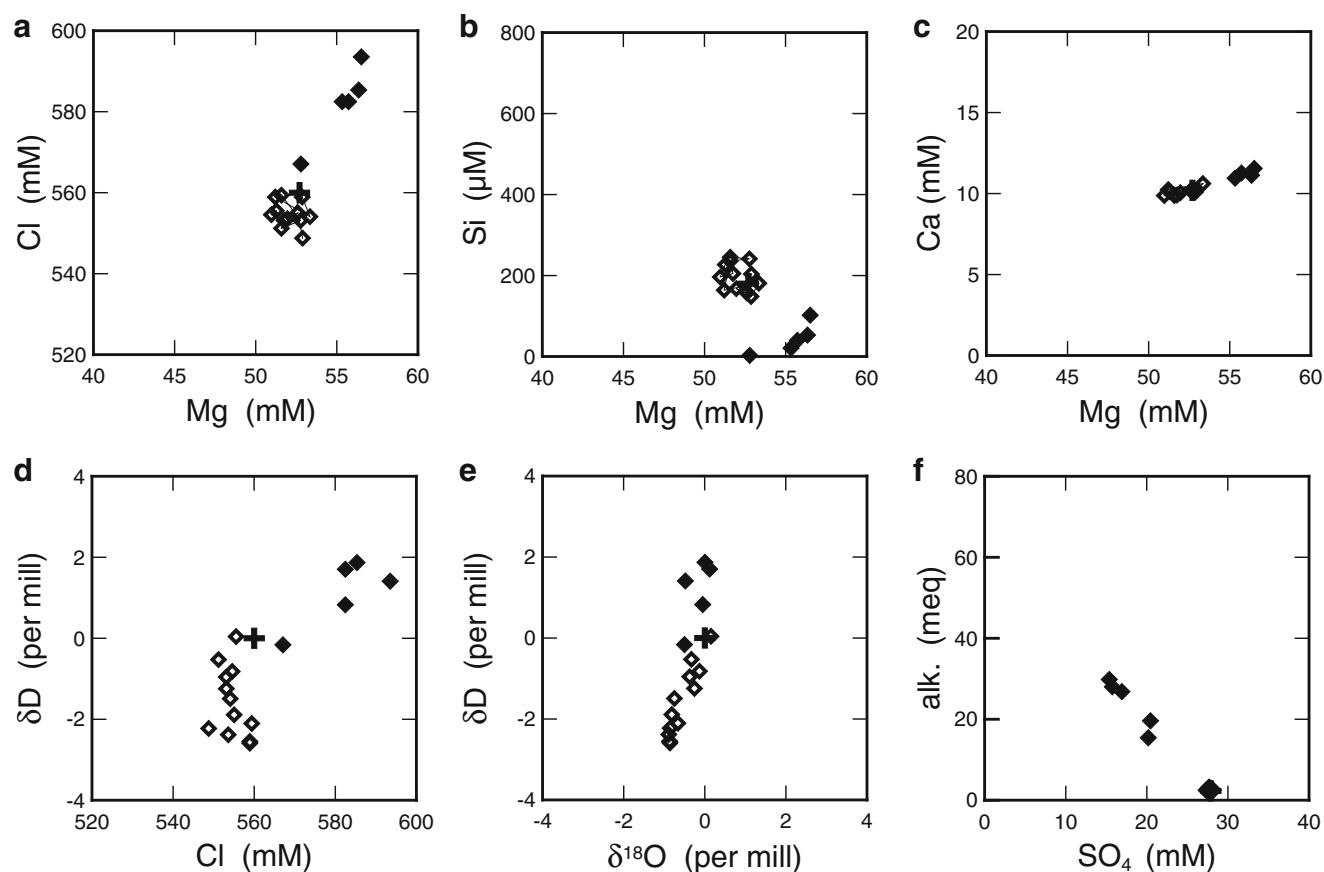 a
600
580
560
540
520
Cl (mM)
40 45 50 55 60
Mg (mM)
b
800
600
400
200
0
Si (μM)
40 45 50 55 60
Mg (mM)
c
20
15
10
5
0
Ca (mM)
40 45 50 55 60
Mg (mM)
d
4
2
0
-2
-4
δD (per mill)
520 540 560 580 600
Cl (mM)
e
4
2
0
-2
-4
δD (per mill)
-4 -2 0 2 4
δ¹⁸O (per mill)
f
80
60
40
20
0
alk. (meq)
0 10 20 30 40
SO₄ (mM)